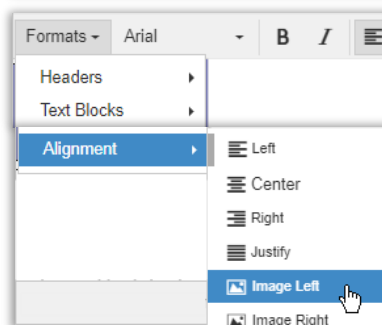 Formats Arial B I
Headers
Text Blocks
Alignment
Left
Center
Right
Justify
Image Left
Image Right